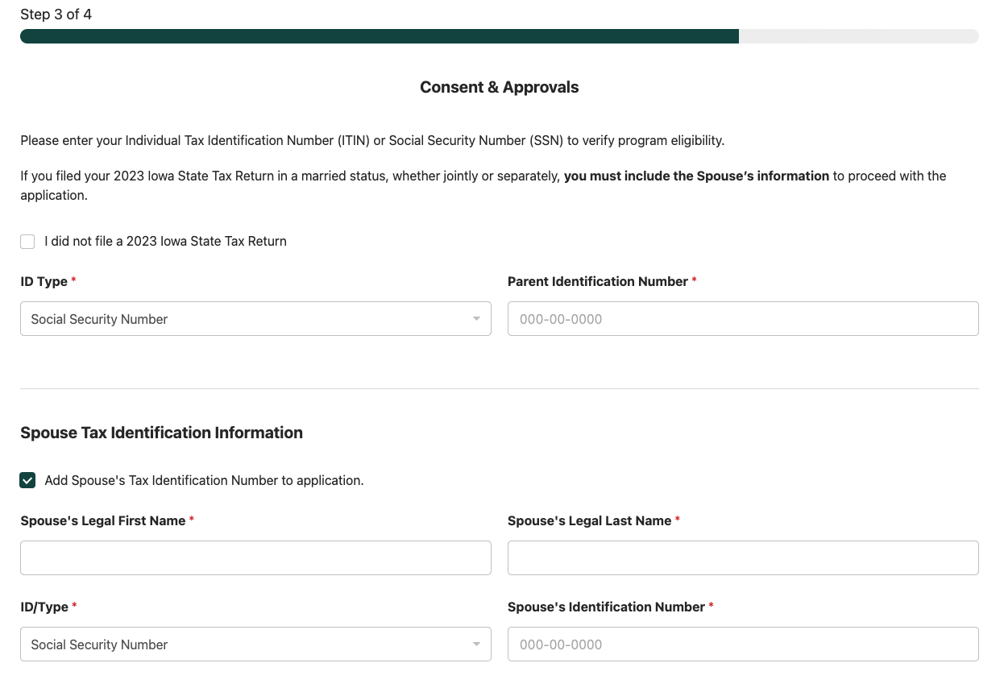 Step 3 of 4
Consent & Approvals
Please enter your Individual Tax Identification Number (ITIN) or Social Security Number (SSN) to verify program eligibility.
If you filed your 2023 Iowa State Tax Return in a married status, whether jointly or separately, you must include the Spouse’s information to proceed with the
application.
I did not file a 2023 Iowa State Tax Return
ID Type * Parent Identification Number *
Social Security Number 000-00-0000
Spouse Tax Identification Information
Add Spouse's Tax Identification Number to application.
Spouse's Legal First Name * Spouse's Legal Last Name *
ID/Type * Spouse's Identification Number *
Social Security Number 000-00-0000